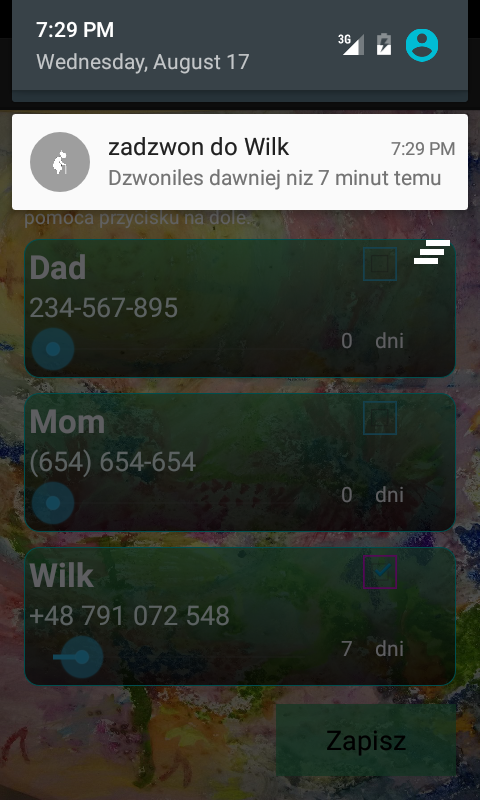 7:29 PM
3G
Wednesday, August 17
zadzwon do Wilk
7:29 PM
Dzwoniles dawniej niz 7 minut temu
pomoca przycisku na dole.
Dad
234-567-895
0 dni
Mom
(654) 654-654
0 dni
Wilk
+48 791 072 548
7 dni
Zapisz